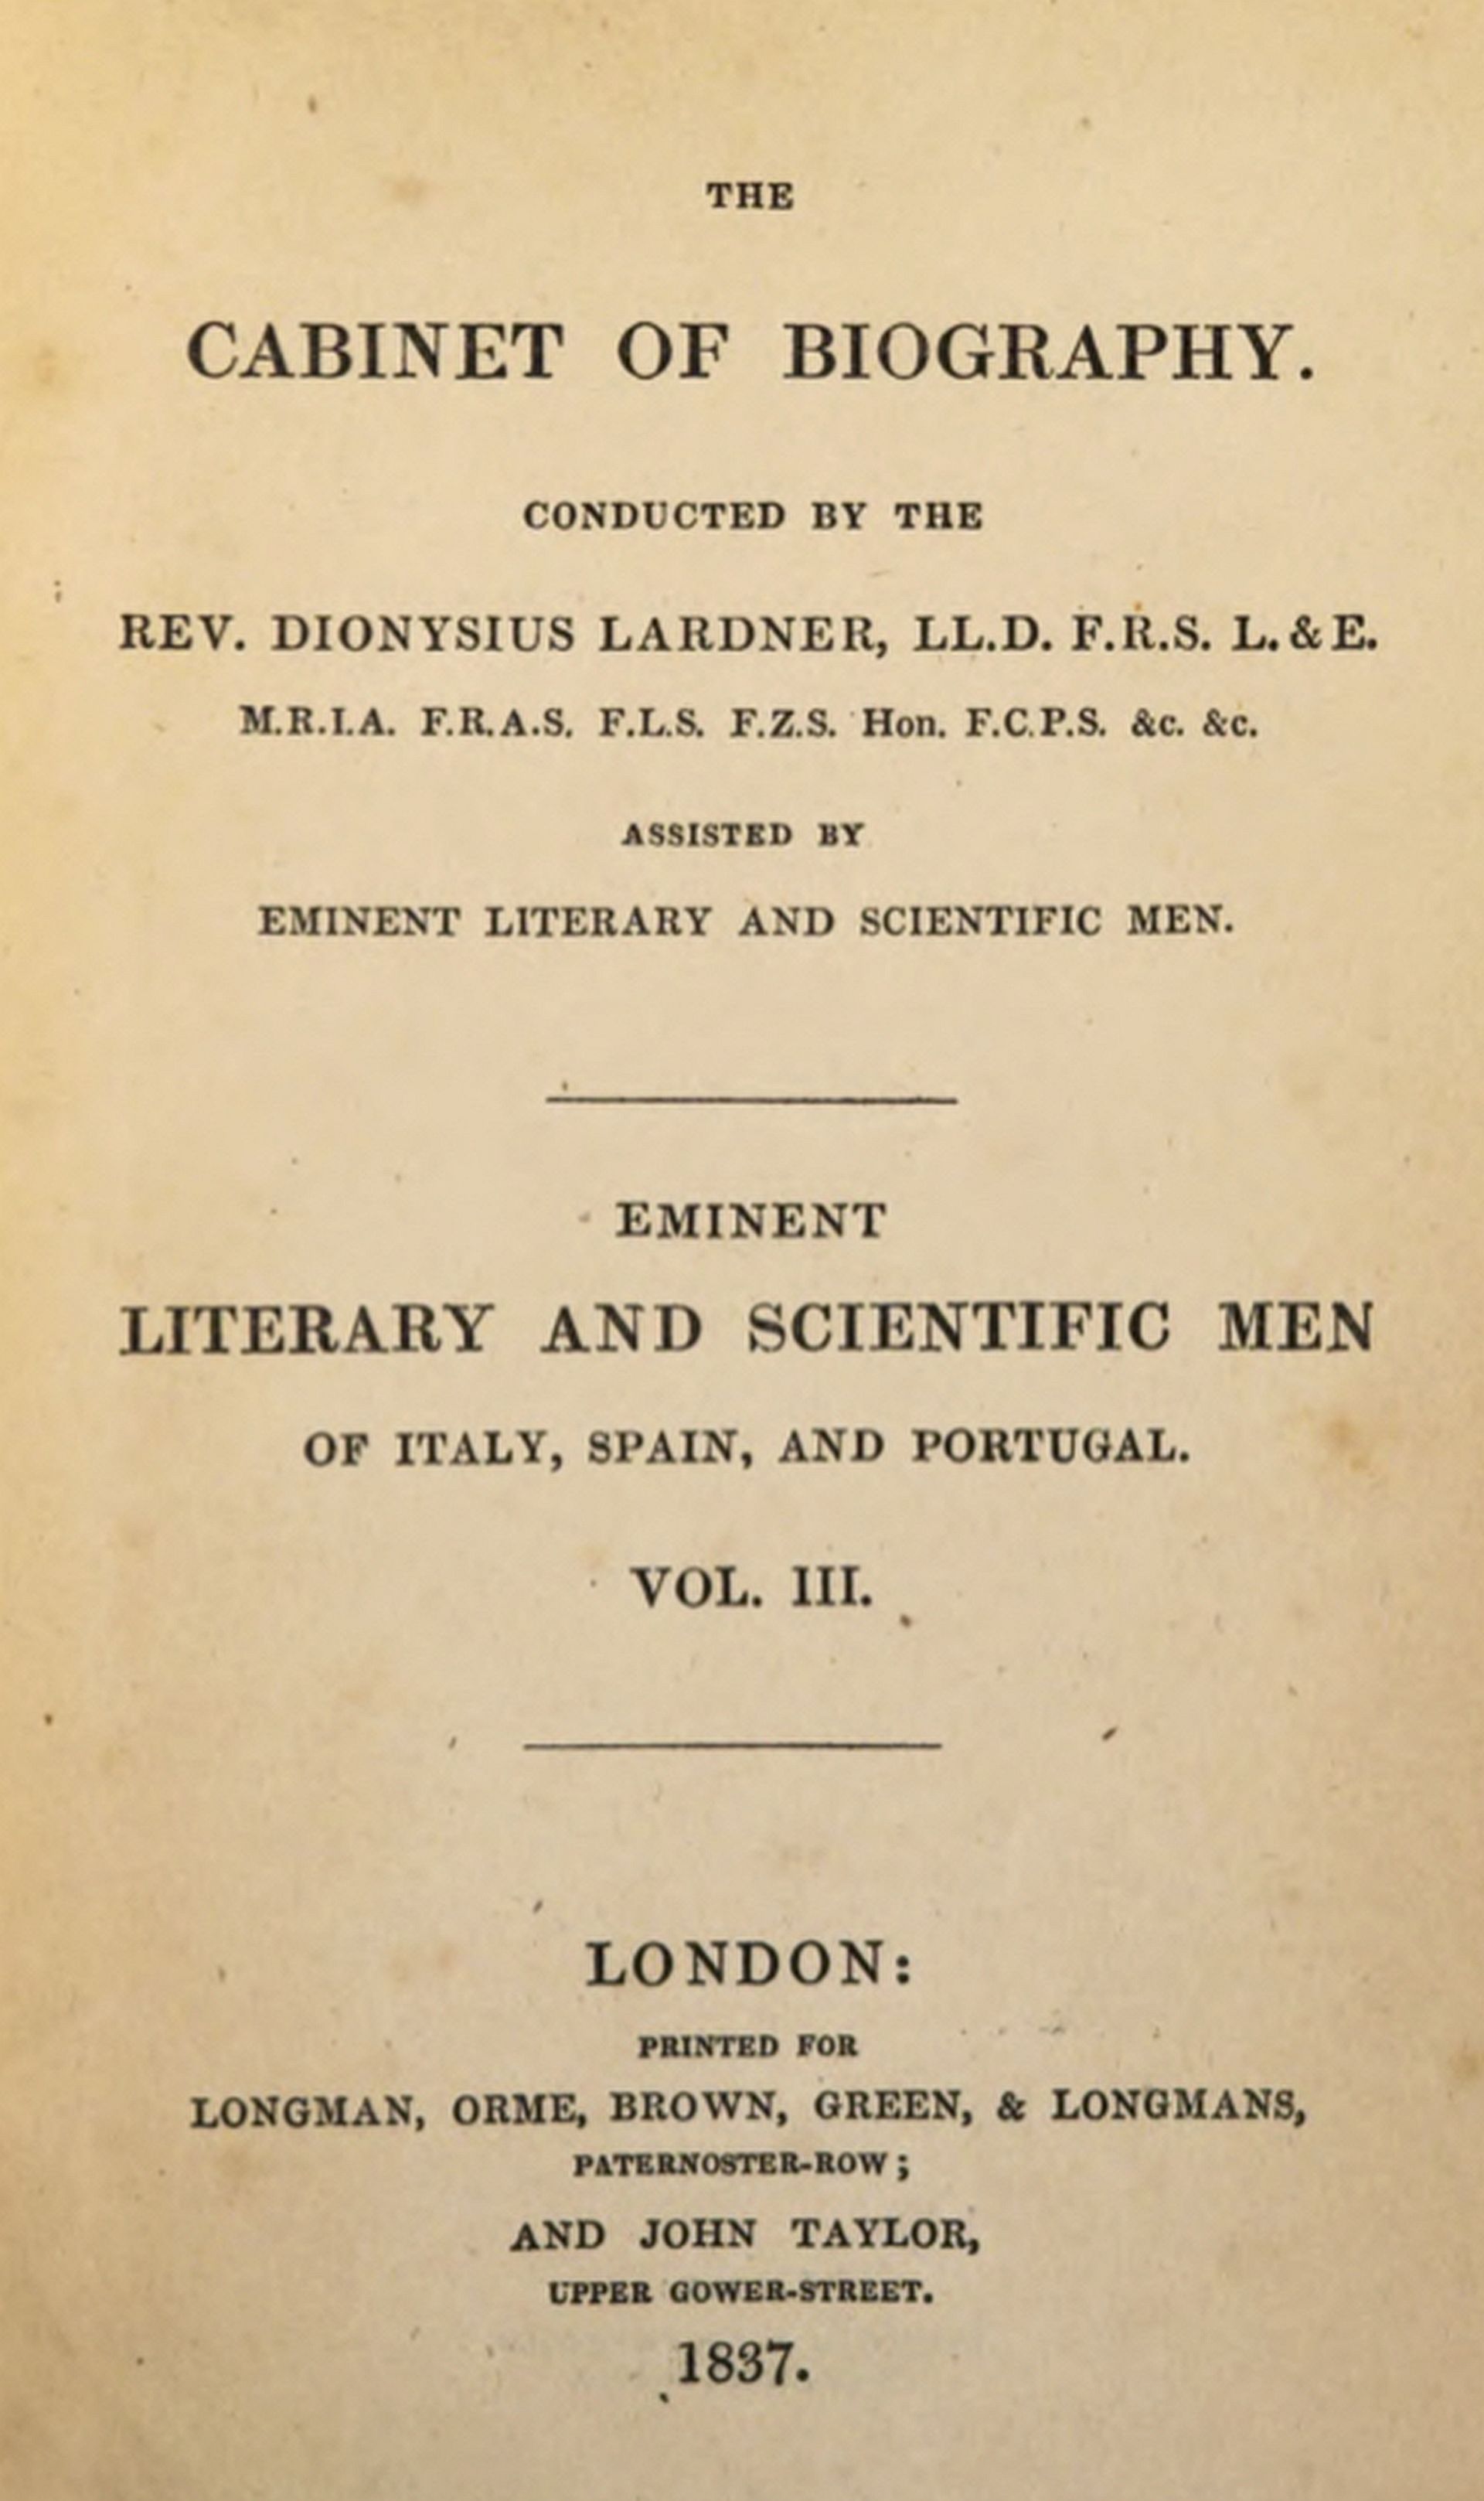 THE
CABINET OF BIOGRAPHY.
CONDUCTED BY THE
REV. DIONYSIUS LARDNER, LL.D. F.R.S. L. & E.
M.R.I.A. F.R.A.S. F.L.S. F.Z.S. Hon. F.C.P.S. &c. &c.
ASSISTED BY
EMINENT LITERARY AND SCIENTIFIC MEN.
EMINENT
LITERARY AND SCIENTIFIC MEN
OF ITALY, SPAIN, AND PORTUGAL.
VOL. III.
LONDON:
PRINTED FOR
LONGMAN, ORME, BROWN, GREEN, & LONGMANS,
PATERNOSTER-ROW;
AND JOHN TAYLOR,
UPPER GOWER-STREET.
1837.